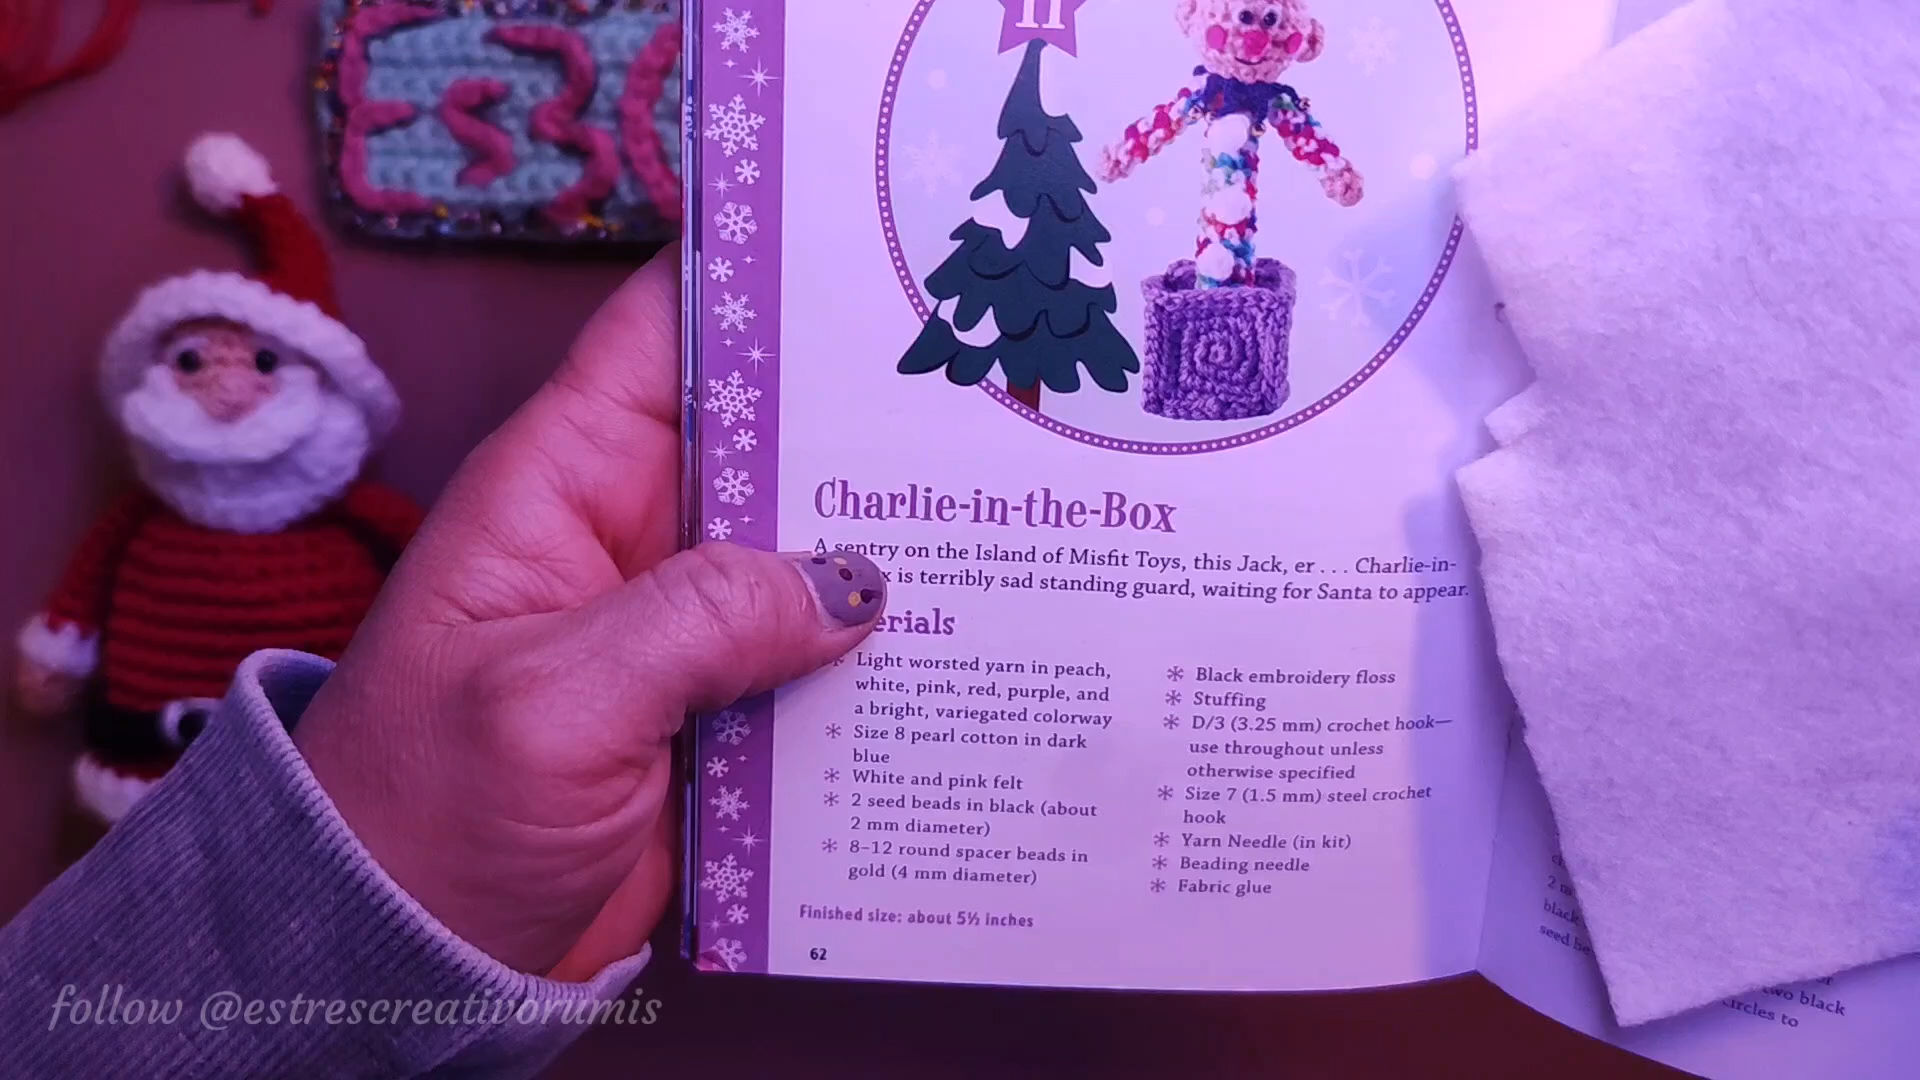 11
Charlie-in-the-Box
A sentry on the Island of Misfit Toys, this Jack, er . . . Charlie-in-
x is terribly sad standing guard, waiting for Santa to appear.
erials
Light worsted yarn in peach,
white, pink, red, purple, and
a bright, variegated colorway
Size 8 pearl cotton in dark
blue
White and pink felt
2 seed beads in black (about
2 mm diameter)
8–12 round spacer beads in
gold (4 mm diameter)
Black embroidery floss
Stuffing
D/3 (3.25 mm) crochet hook—
use throughout unless
otherwise specified
Size 7 (1.5 mm) steel crochet
hook
Yarn Needle (in kit)
Beading needle
Fabric glue
Finished size: about 5½ inches
62
2 m
black
seed be
two black
circles to
follow @estrescreativorumis